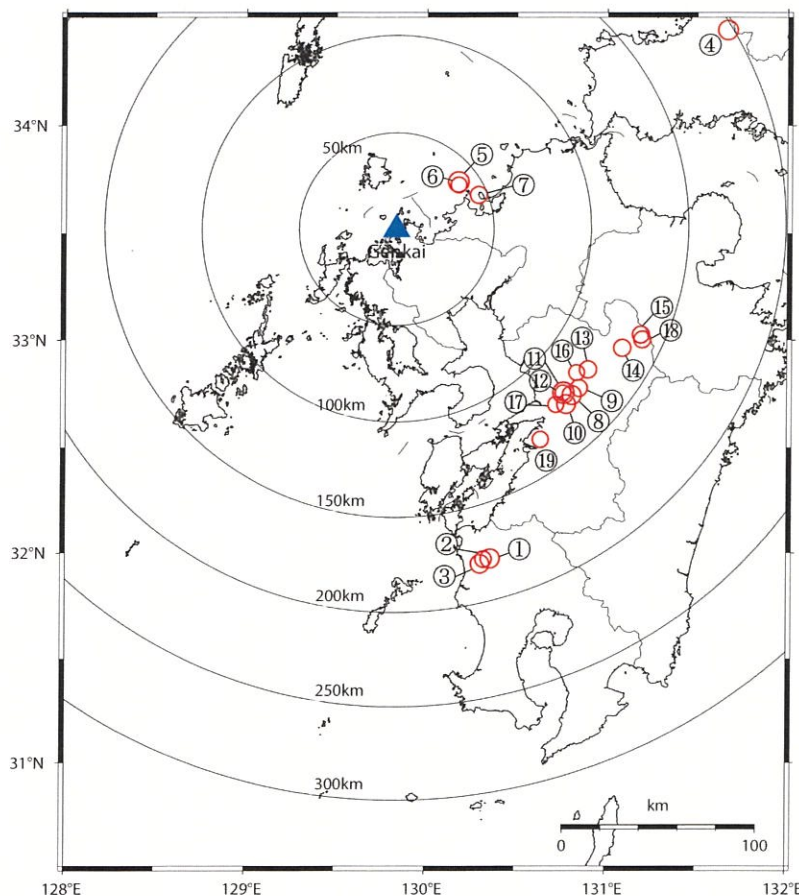 ④
34°N
50km
⑤
⑥
⑦
Genkai
33°N
⑮
⑬
⑯
⑪
⑱
⑫
⑭
⑨
⑰
⑧
100km
⑩
⑲
150km
②
①
32°N
③
200km
250km
31°N
300km
km
0
100
128°E
129°E
130°E
131°E
132°E